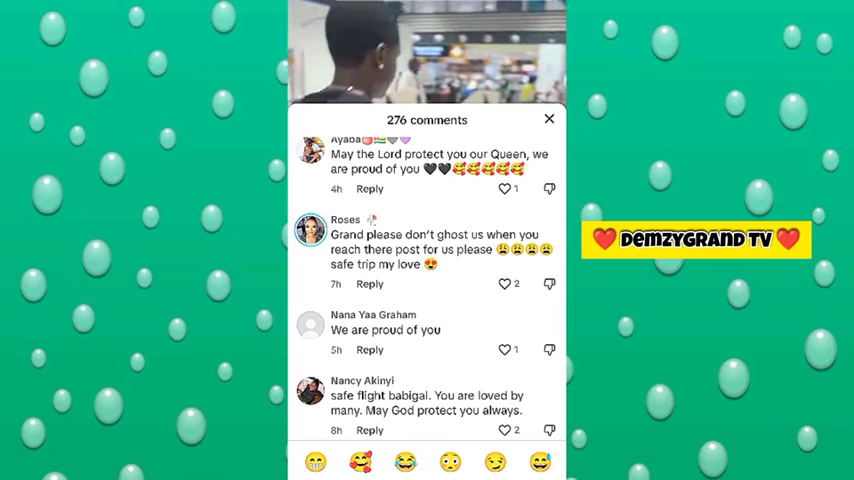 276 comments
Ayaba
May the Lord protect you our Queen, we
are proud of you 🖤🖤🥰🥰🥰🥰🥰
4h Reply 1
Roses 🥀
Grand please don't ghost us when you
reach there post for us please 😩😩😩😩
safe trip my love 😍
7h Reply 2
❤️ DEMZYGRAND TV ❤️
Nana Yaa Graham
We are proud of you
5h Reply 1
Nancy Akinyi
safe flight babigal. You are loved by
many. May God protect you always.
8h Reply 2